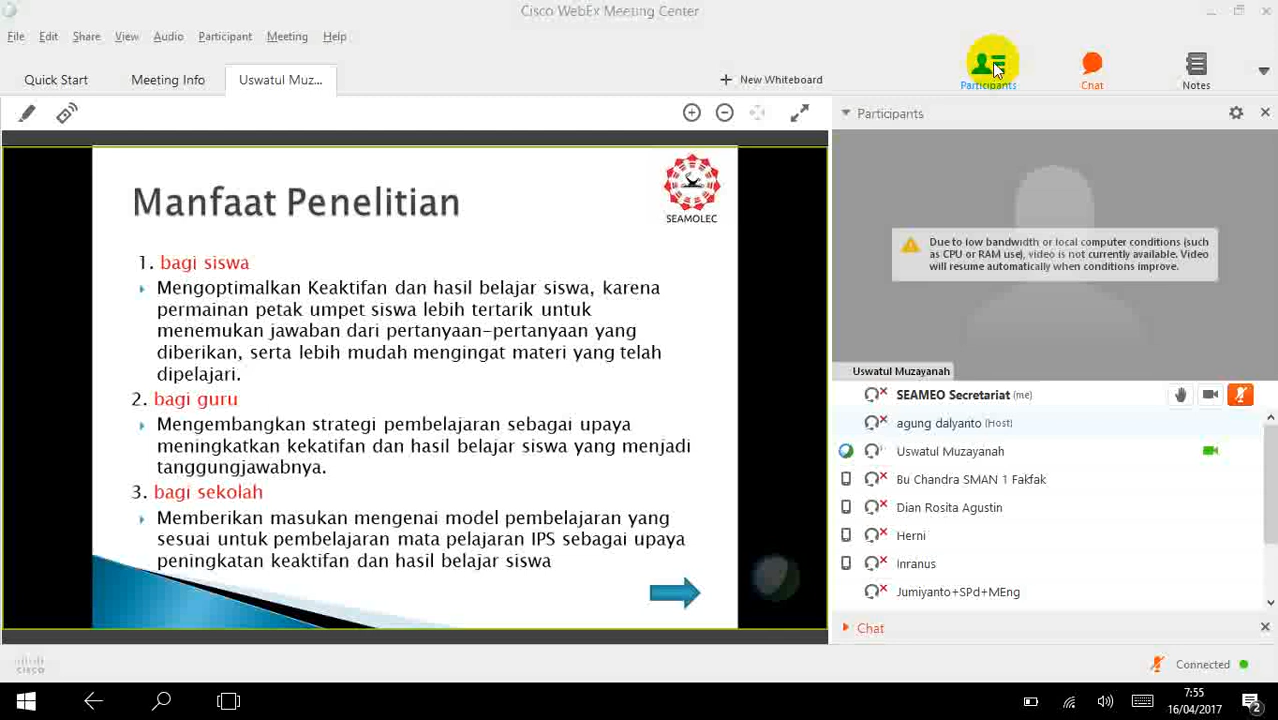 Cisco WebEx Meeting Center
File Edit Share View Audio Participant Meeting Help
Quick Start Meeting Info Uswatul Muz... New Whiteboard
Participants Chat Notes
Participants
Manfaat Penelitian
SEAMOLEC
1. bagi siswa
Mengoptimalkan Keaktifan dan hasil belajar siswa, karena
permainan petak umpet siswa lebih tertarik untuk
menemukan jawaban dari pertanyaan-pertanyaan yang
diberikan, serta lebih mudah mengingat materi yang telah
dipelajari.
2. bagi guru
Mengembangkan strategi pembelajaran sebagai upaya
meningkatkan kekatifan dan hasil belajar siswa yang menjadi
tanggungjawabnya.
3. bagi sekolah
Memberikan masukan mengenai model pembelajaran yang
sesuai untuk pembelajaran mata pelajaran IPS sebagai upaya
peningkatan keaktifan dan hasil belajar siswa
Due to low bandwidth or local computer conditions (such
as CPU or RAM use), video is not currently available. Video
will resume automatically when conditions improve.
Uswatul Muzayanah
SEAMEO Secretariat (me)
agung dalyanto (Host)
Uswatul Muzayanah
Bu Chandra SMAN 1 Fakfak
Dian Rosita Agustin
Herni
Inranus
Jumiyanto+SPd+MEng
Chat
cisco
Connected
7:55
16/04/2017
2